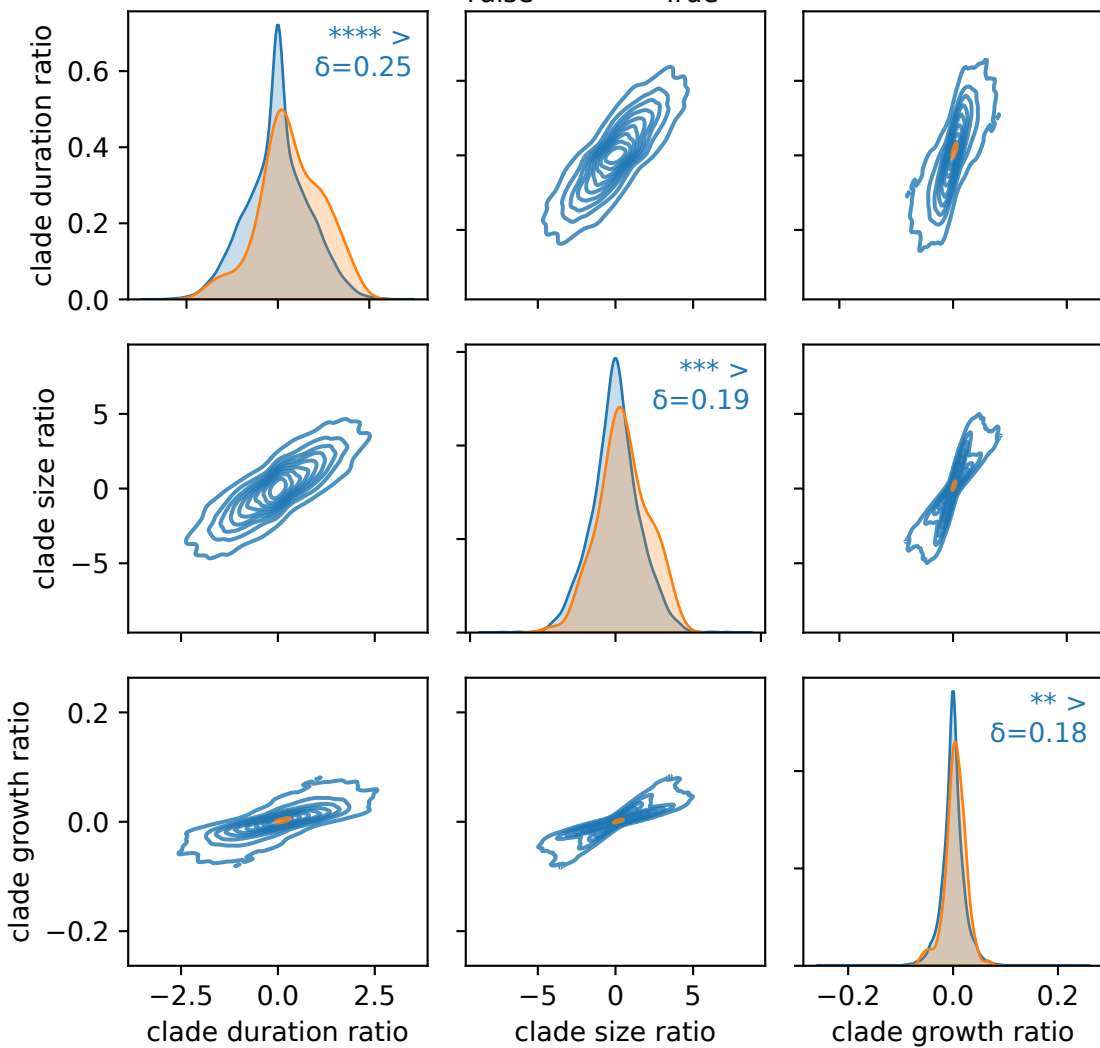 True
clade duration ratio
0.6
0.4
0.2
0.0
**** >
δ=0.25
clade size ratio
5
0
−5
*** >
δ=0.19
clade growth ratio
0.2
0.0
−0.2
** >
δ=0.18
−2.5 0.0 2.5
−5 0 5
−0.2 0.0 0.2
clade duration ratio
clade size ratio
clade growth ratio